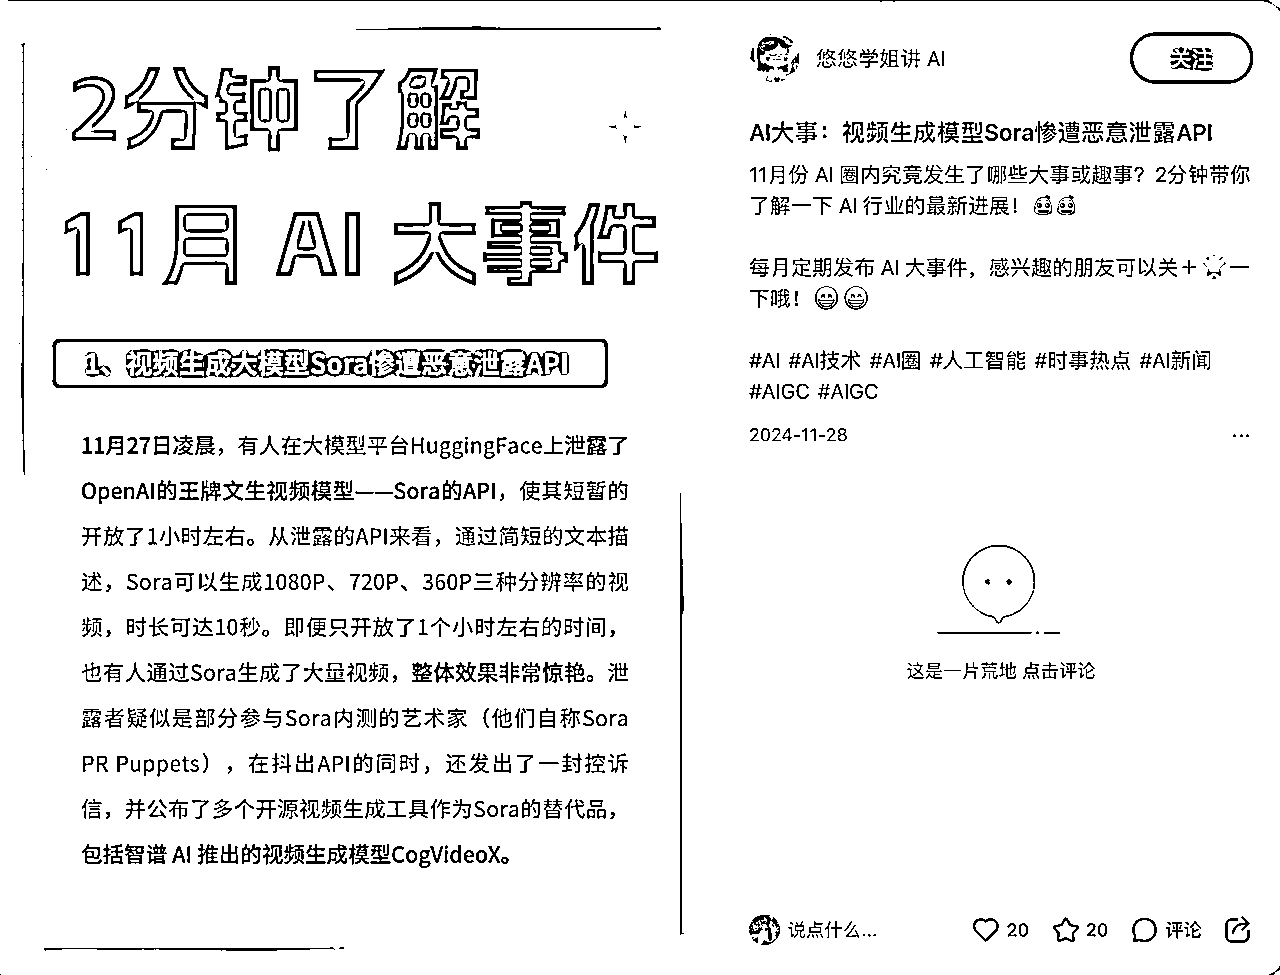 2分钟了解
11月 AI 大事件
1、视频生成大模型Sora惨遭恶意泄露API
11月27日凌晨，有人在大模型平台HuggingFace上泄露了
OpenAI的王牌文生视频模型——Sora的API，使其短暂的
开放了1小时左右。从泄露的API来看，通过简短的文本描
述，Sora可以生成1080P、720P、360P三种分辨率的视
频，时长可达10秒。即便只开放了1个小时左右的时间，
也有人通过Sora生成了大量视频，整体效果非常惊艳。泄
露者疑似是部分参与Sora内测的艺术家（他们自称Sora
PR Puppets），在抖出API的同时，还发出了一封控诉
信，并公布了多个开源视频生成工具作为Sora的替代品，
包括智谱 AI 推出的视频生成模型CogVideoX。
悠悠学姐讲 AI
关注
AI大事：视频生成模型Sora惨遭恶意泄露API
11月份 AI 圈内究竟发生了哪些大事或趣事？2分钟带你
了解一下 AI 行业的最新进展！
每月定期发布 AI 大事件，感兴趣的朋友可以关＋一
下哦！
#AI #AI技术 #AI圈 #人工智能 #时事热点 #AI新闻
#AIGC #AIGC
2024-11-28
这是一片荒地 点击评论
说点什么...
20
20
评论